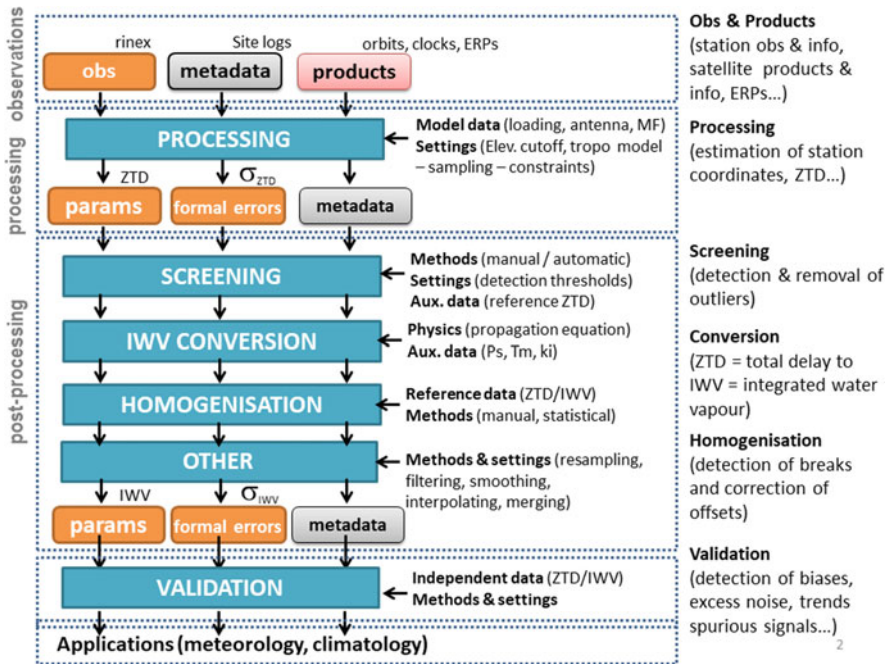 observations
rinex
Site logs
orbits, clocks, ERPs
obs
metadata
products
Obs & Products
(station obs & info,
satellite products &
info, ERPs...)
processing
PROCESSING
Model data (loading, antenna, MF)
Settings (Elev. cutoff, tropo model
– sampling – constraints)
ZTD
σZTD
params
formal errors
metadata
Processing
(estimation of station
coordinates, ZTD...)
post-processing
SCREENING
Methods (manual / automatic)
Settings (detection thresholds)
Aux. data (reference ZTD)
Screening
(detection & removal of
outliers)
IWV CONVERSION
Physics (propagation equation)
Aux. data (Ps, Tm, ki)
Conversion
(ZTD = total delay to
IWV = integrated water
vapour)
HOMOGENISATION
Reference data (ZTD/IWV)
Methods (manual, statistical)
Homogenisation
(detection of breaks
and correction of
offsets)
OTHER
Methods & settings (resampling,
filtering, smoothing,
interpolating, merging)
IWV
σIWV
params
formal errors
metadata
VALIDATION
Independent data (ZTD/IWV)
Methods & settings
Validation
(detection of biases,
excess noise, trends
spurious signals...)
Applications (meteorology, climatology)
2